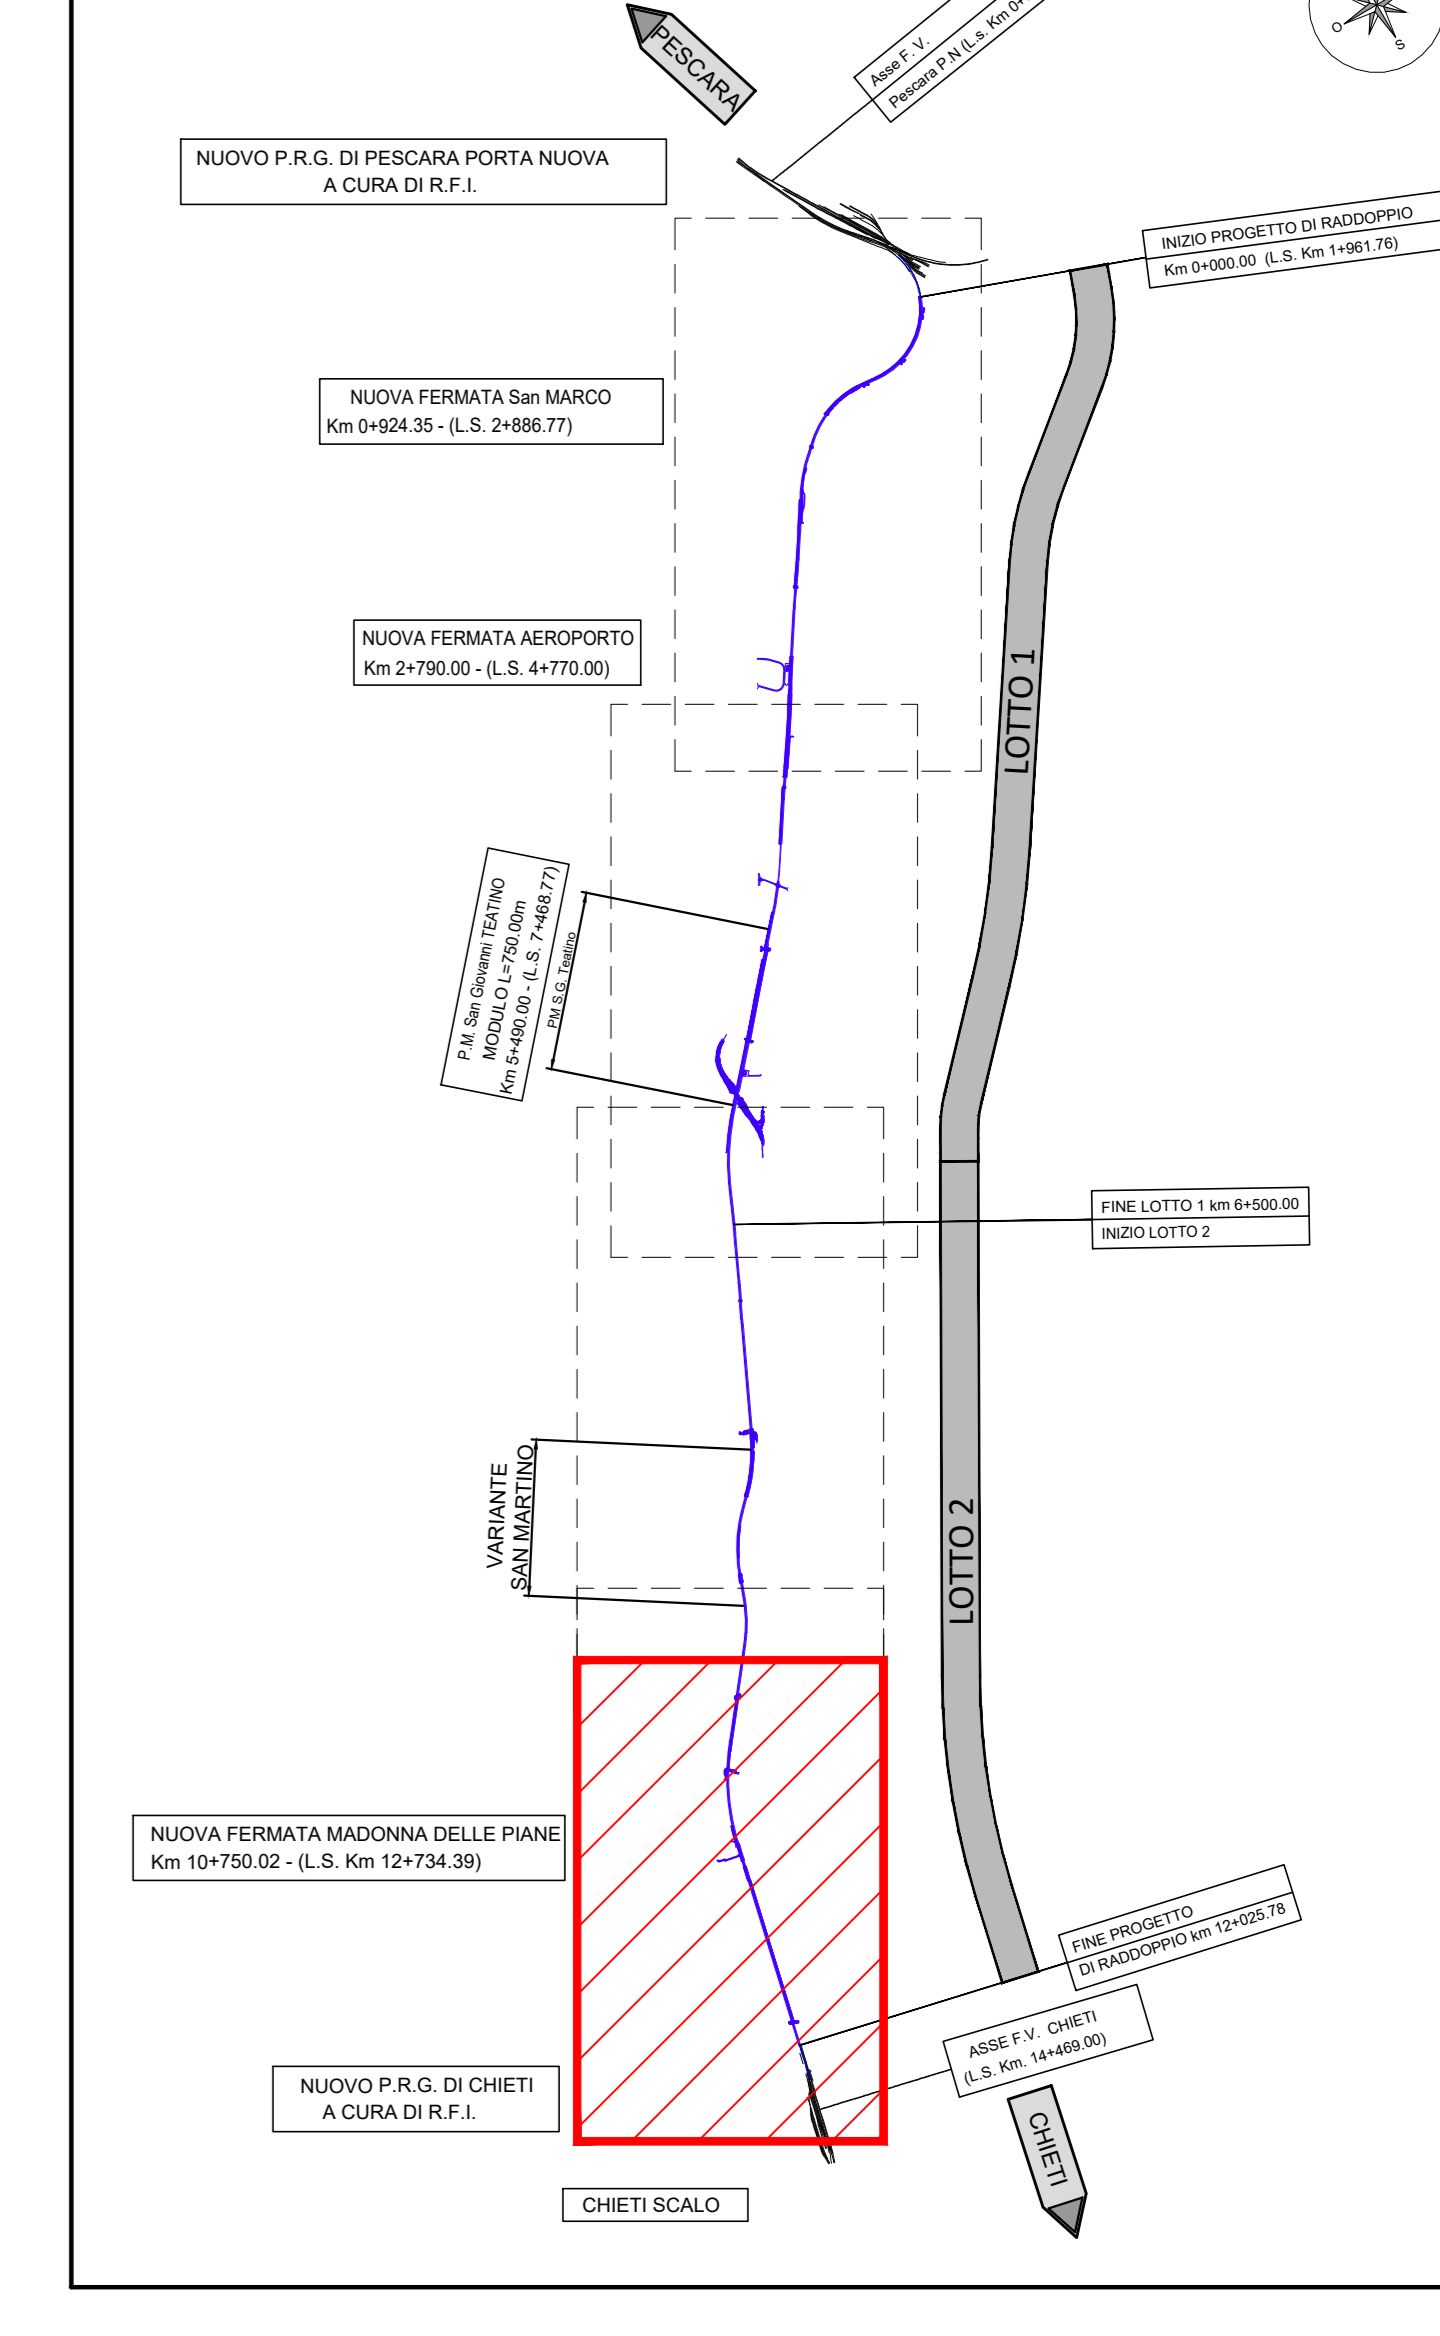 PESCARA
Asse F. V.
Pescara P.N (L.s. Km 0+
O
S
NUOVO P.R.G. DI PESCARA PORTA NUOVA
A CURA DI R.F.I.
INIZIO PROGETTO DI RADDOPPIO
Km 0+000.00 (L.S. Km 1+961.76)
NUOVA FERMATA San MARCO
Km 0+924.35 - (L.S. 2+886.77)
NUOVA FERMATA AEROPORTO
Km 2+790.00 - (L.S. 4+770.00)
LOTTO 1
P.M. San Giovanni TEATINO
MODULO L=750.00m
Km 5+490.00 - (L.S. 7+468.77)
PM S.G. Teatino
FINE LOTTO 1 km 6+500.00
INIZIO LOTTO 2
VARIANTE
SAN MARTINO
LOTTO 2
NUOVA FERMATA MADONNA DELLE PIANE
Km 10+750.02 - (L.S. Km 12+734.39)
FINE PROGETTO
DI RADDOPPIO km 12+025.78
ASSE F.V. CHIETI
(L.S. Km. 14+469.00)
NUOVO P.R.G. DI CHIETI
A CURA DI R.F.I.
CHIETI
CHIETI SCALO